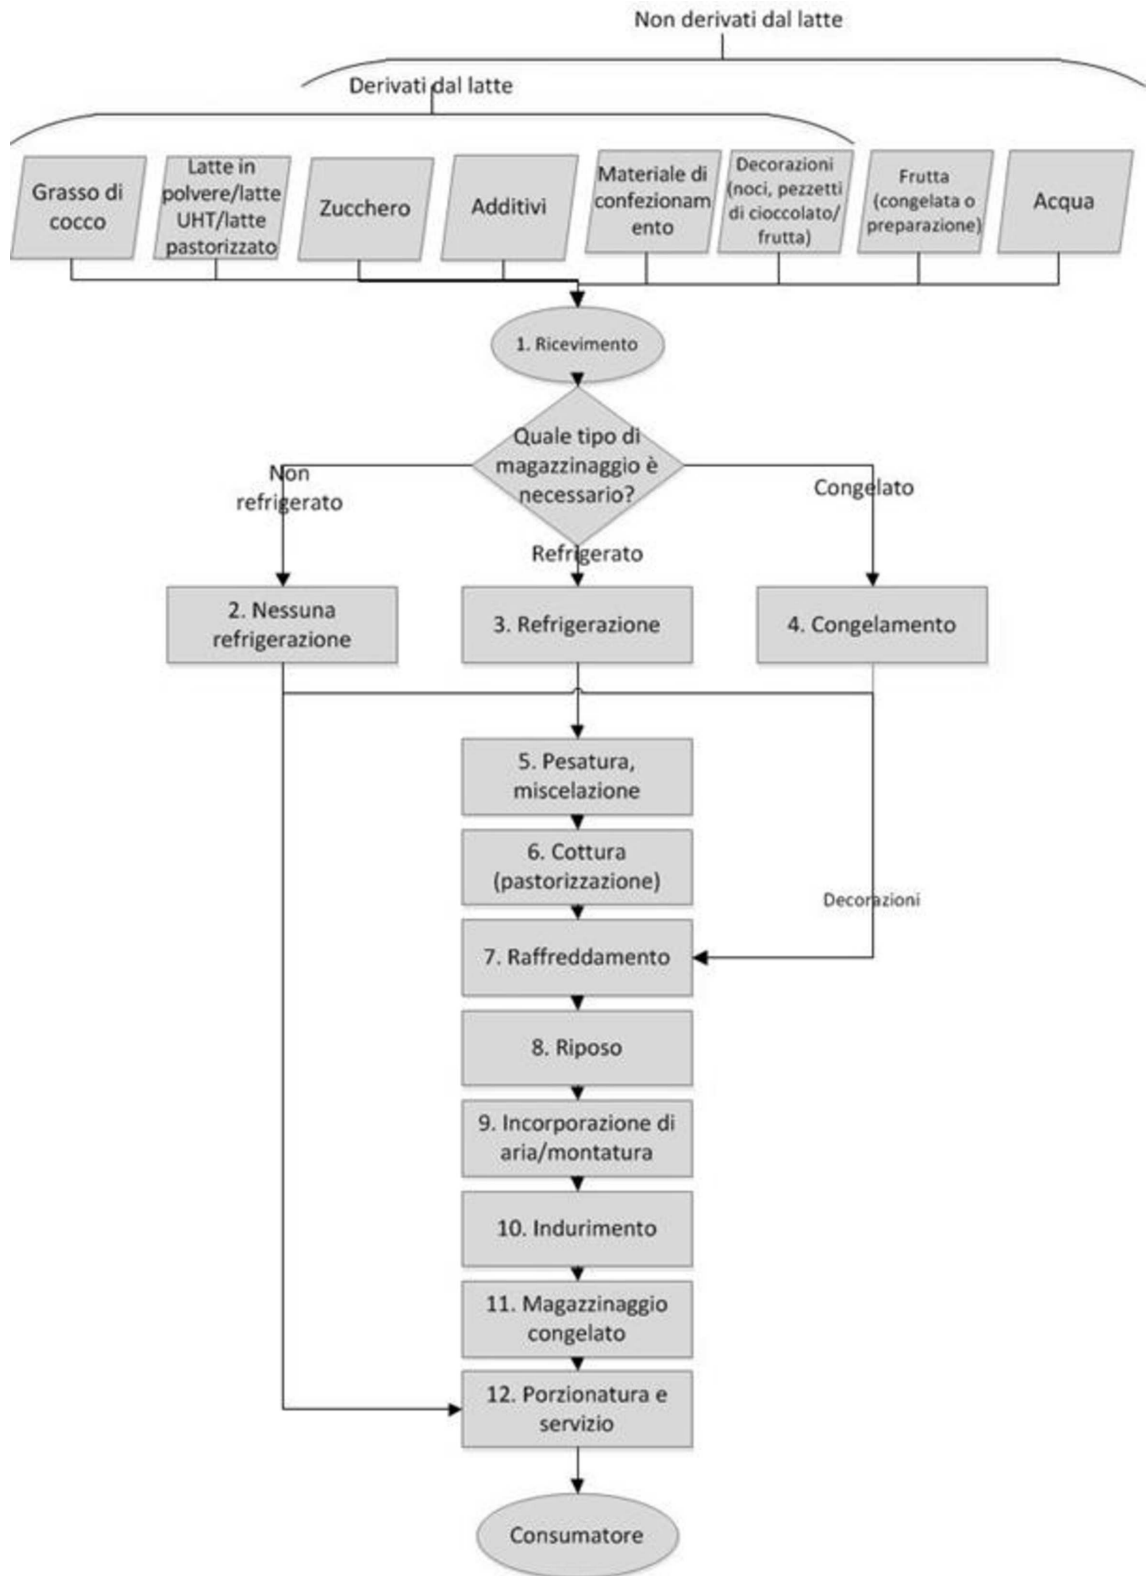 Non derivati dal latte
Derivati dal latte
Grasso di
cocco
Latte in
polvere/latte
UHT/latte
pastorizzato
Zucchero
Additivi
Materiale di
confezionam
ento
Decorazioni
(noci, pezzetti
di cioccolato/
frutta)
Frutta
(congelata o
preparazione)
Acqua
1. Ricevimento
Quale tipo di
magazzinaggio è
necessario?
Non
refrigerato
Refrigerato
Congelato
2. Nessuna
refrigerazione
3. Refrigerazione
4. Congelamento
5. Pesatura,
miscelazione
6. Cottura
(pastorizzazione)
Decorazioni
7. Raffreddamento
8. Riposo
9. Incorporazione di
aria/montatura
10. Indurimento
11. Magazzinaggio
congelato
12. Porzionatura e
servizio
Consumatore